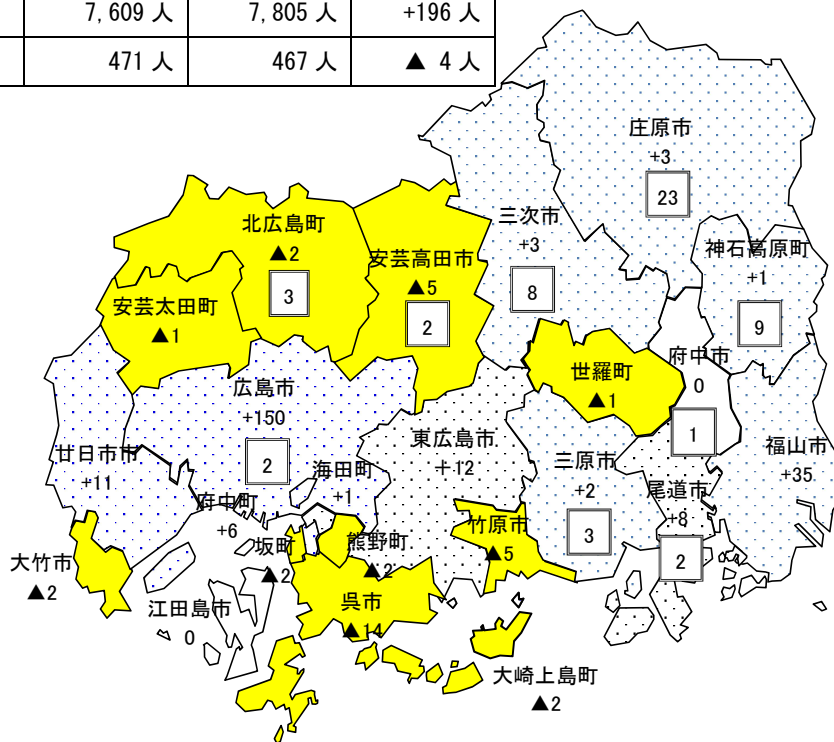 7,609 人 7,805 人 +196 人
471 人 467 人 ▲ 4 人
庄原市
+3
23
三次市
+3
8
神石高原町
+1
9
北広島町
▲2
3
安芸高田市
▲5
2
安芸太田町
▲1
世羅町
▲1
府中市
0
1
広島市
+150
2
東広島市
+12
三原市
+2
3
福山市
+35
尾道市
+8
2
廿日市市
+11
海田町
+1
府中町
+6
坂町
▲2
熊野町
▲2
竹原市
▲5
大竹市
▲2
江田島市
0
呉市
▲14
大崎上島町
▲2